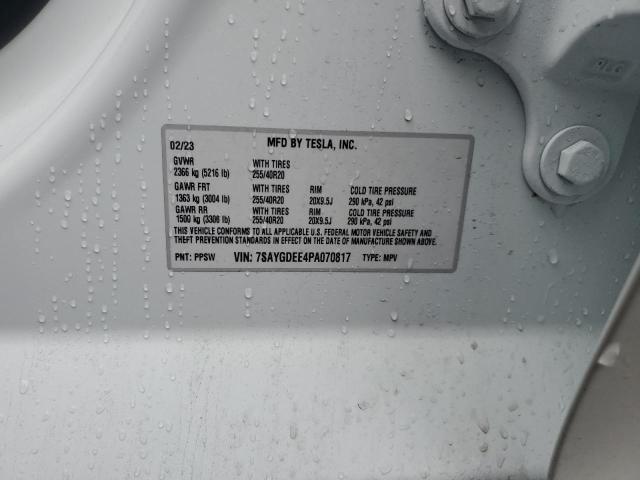 02/23 MFD BY TESLA, INC.
GVWR WITH TIRES
2366 kg (5216 lb) 255/40R20
GAWR FRT WITH TIRES RIM COLD TIRE PRESSURE
1363 kg (3004 lb) 255/40R20 20X9.5J 290 kPa, 42 psi
GAWR RR WITH TIRES RIM COLD TIRE PRESSURE
1500 kg (3306 lb) 255/40R20 20X9.5J 290 kPa, 42 psi
THIS VEHICLE CONFORMS TO ALL APPLICABLE U.S. FEDERAL MOTOR VEHICLE SAFETY AND
THEFT PREVENTION STANDARDS IN EFFECT ON THE DATE OF MANUFACTURE SHOWN ABOVE.
PNT: PPSW VIN: 7SAYGDEE4PA070817 TYPE: MPV